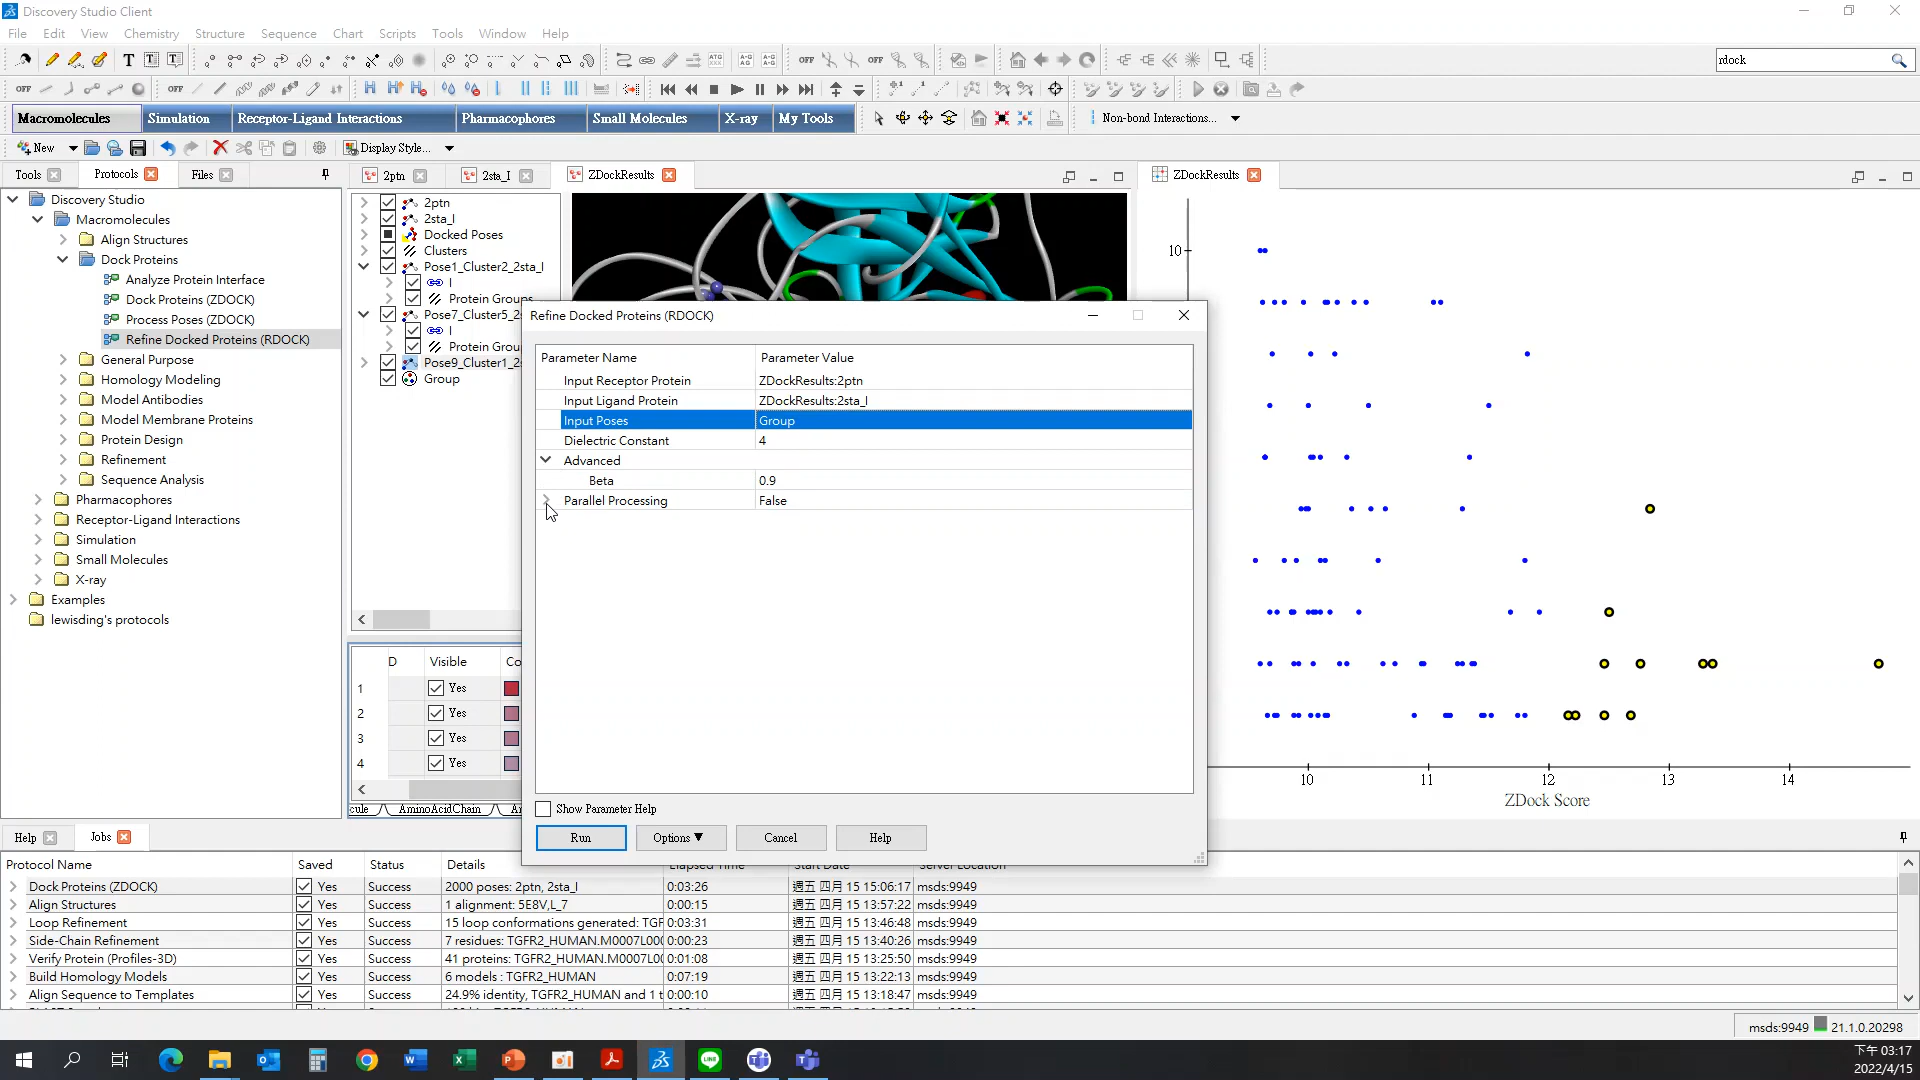 Discovery Studio Client
File Edit View Chemistry Structure Sequence Chart Scripts Tools Window Help
rdock
Macromolecules Simulation Receptor-Ligand Interactions Pharmacophores Small Molecules X-ray My Tools Non-bond Interactions...
New Display Style...
Tools Protocols Files 2ptn 2sta_I ZDockResults ZDockResults
Discovery Studio
Macromolecules
Align Structures
Dock Proteins
Analyze Protein Interface
Dock Proteins (ZDOCK)
Process Poses (ZDOCK)
Refine Docked Proteins (RDOCK)
General Purpose
Homology Modeling
Model Antibodies
Model Membrane Proteins
Protein Design
Refinement
Sequence Analysis
Pharmacophores
Receptor-Ligand Interactions
Simulation
Small Molecules
X-ray
Examples
lewisding's protocols
2ptn
2sta_I
Docked Poses
Clusters
Pose1_Cluster2_2sta_I
I
Protein Groups
Pose7_Cluster5_2s
I
Protein Grou
Pose9_Cluster1_2s
Group
D Visible Co
1 Yes
2 Yes
3 Yes
4 Yes
cule AminoAcidChain
Refine Docked Proteins (RDOCK)
Parameter Name Parameter Value
Input Receptor Protein ZDockResults:2ptn
Input Ligand Protein ZDockResults:2sta_I
Input Poses Group
Dielectric Constant 4
Advanced
Beta 0.9
Parallel Processing False
Show Parameter Help
Run Options Cancel Help
10
10 11 12 13 14
ZDock Score
Help Jobs
Protocol Name Saved Status Details Elapsed Time Start Date Server Location
Dock Proteins (ZDOCK) Yes Success 2000 poses: 2ptn, 2sta_I 0:03:26 週五 四月 15 15:06:17 msds:9949
Align Structures Yes Success 1 alignment: 5E8V,L_7 0:00:15 週五 四月 15 13:57:22 msds:9949
Loop Refinement Yes Success 15 loop conformations generated: TGF 0:03:31 週五 四月 15 13:46:48 msds:9949
Side-Chain Refinement Yes Success 7 residues: TGFR2_HUMAN.M0007L000 0:00:23 週五 四月 15 13:40:26 msds:9949
Verify Protein (Profiles-3D) Yes Success 41 proteins: TGFR2_HUMAN.M0007L00 0:01:08 週五 四月 15 13:25:50 msds:9949
Build Homology Models Yes Success 6 models : TGFR2_HUMAN 0:07:19 週五 四月 15 13:22:13 msds:9949
Align Sequence to Templates Yes Success 24.9% identity, TGFR2_HUMAN and 1 t 0:00:10 週五 四月 15 13:18:47 msds:9949
msds:9949 21.1.0.20298
下午 03:17
2022/4/15